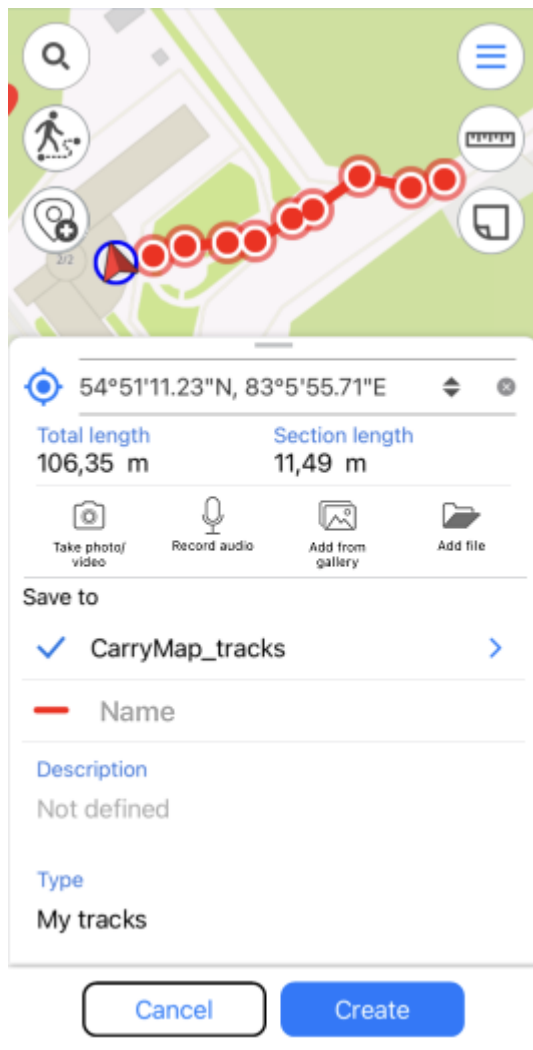 2/2
54°51'11.23"N, 83°5'55.71"E
Total length
Section length
106,35 m
11,49 m
Take photo/
video
Record audio
Add from
gallery
Add file
Save to
CarryMap_tracks
Name
Description
Not defined
Type
My tracks
Cancel
Create